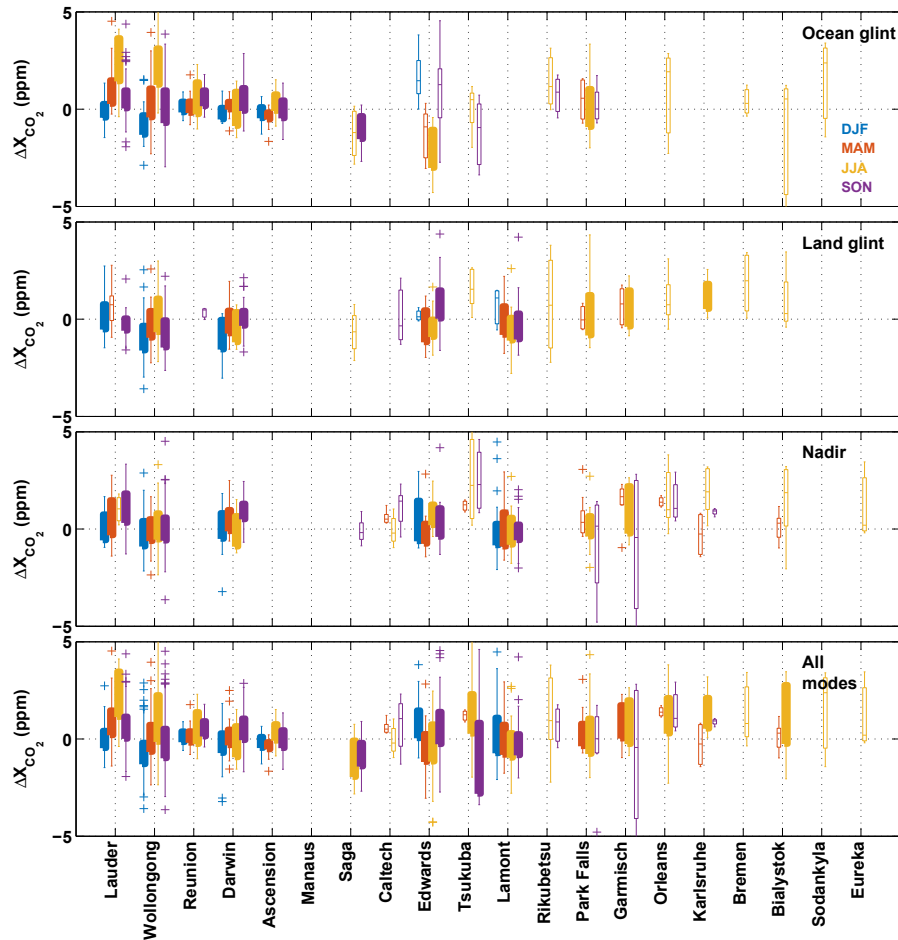 5
0
−5
ΔXCO2 (ppm)
Ocean glint
DJF
MAM
JJA
SON
5
0
−5
ΔXCO2 (ppm)
Land glint
5
0
−5
ΔXCO2 (ppm)
Nadir
5
0
−5
ΔXCO2 (ppm)
All
modes
Lauder
Wollongong
Reunion
Darwin
Ascension
Manaus
Saga
Caltech
Edwards
Tsukuba
Lamont
Rikubetsu
Park Falls
Garmisch
Orleans
Karlsruhe
Bremen
Bialystok
Sodankyla
Eureka